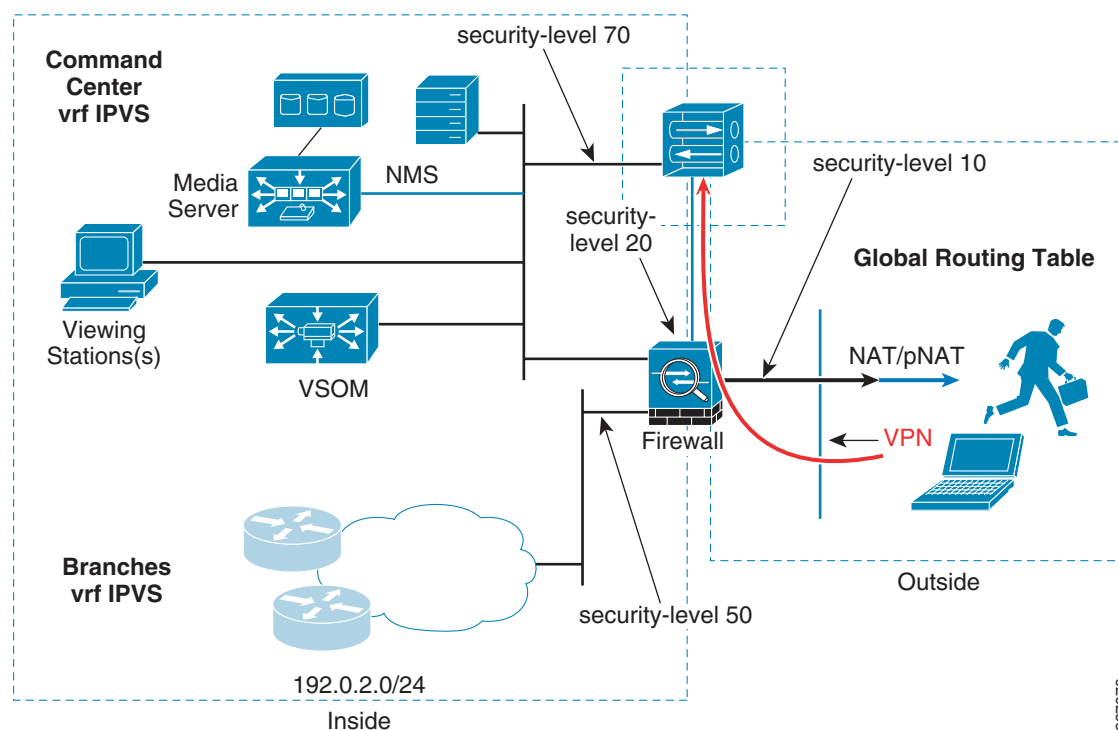 security-level 70
Command
Center
vrf IPVS
NMS
Media
Server
security-level 10
security-
level 20
Global Routing Table
Viewing
Stations(s)
VSOM
NAT/pNAT
Firewall
VPN
Branches
vrf IPVS
Outside
security-level 50
192.0.2.0/24
Inside